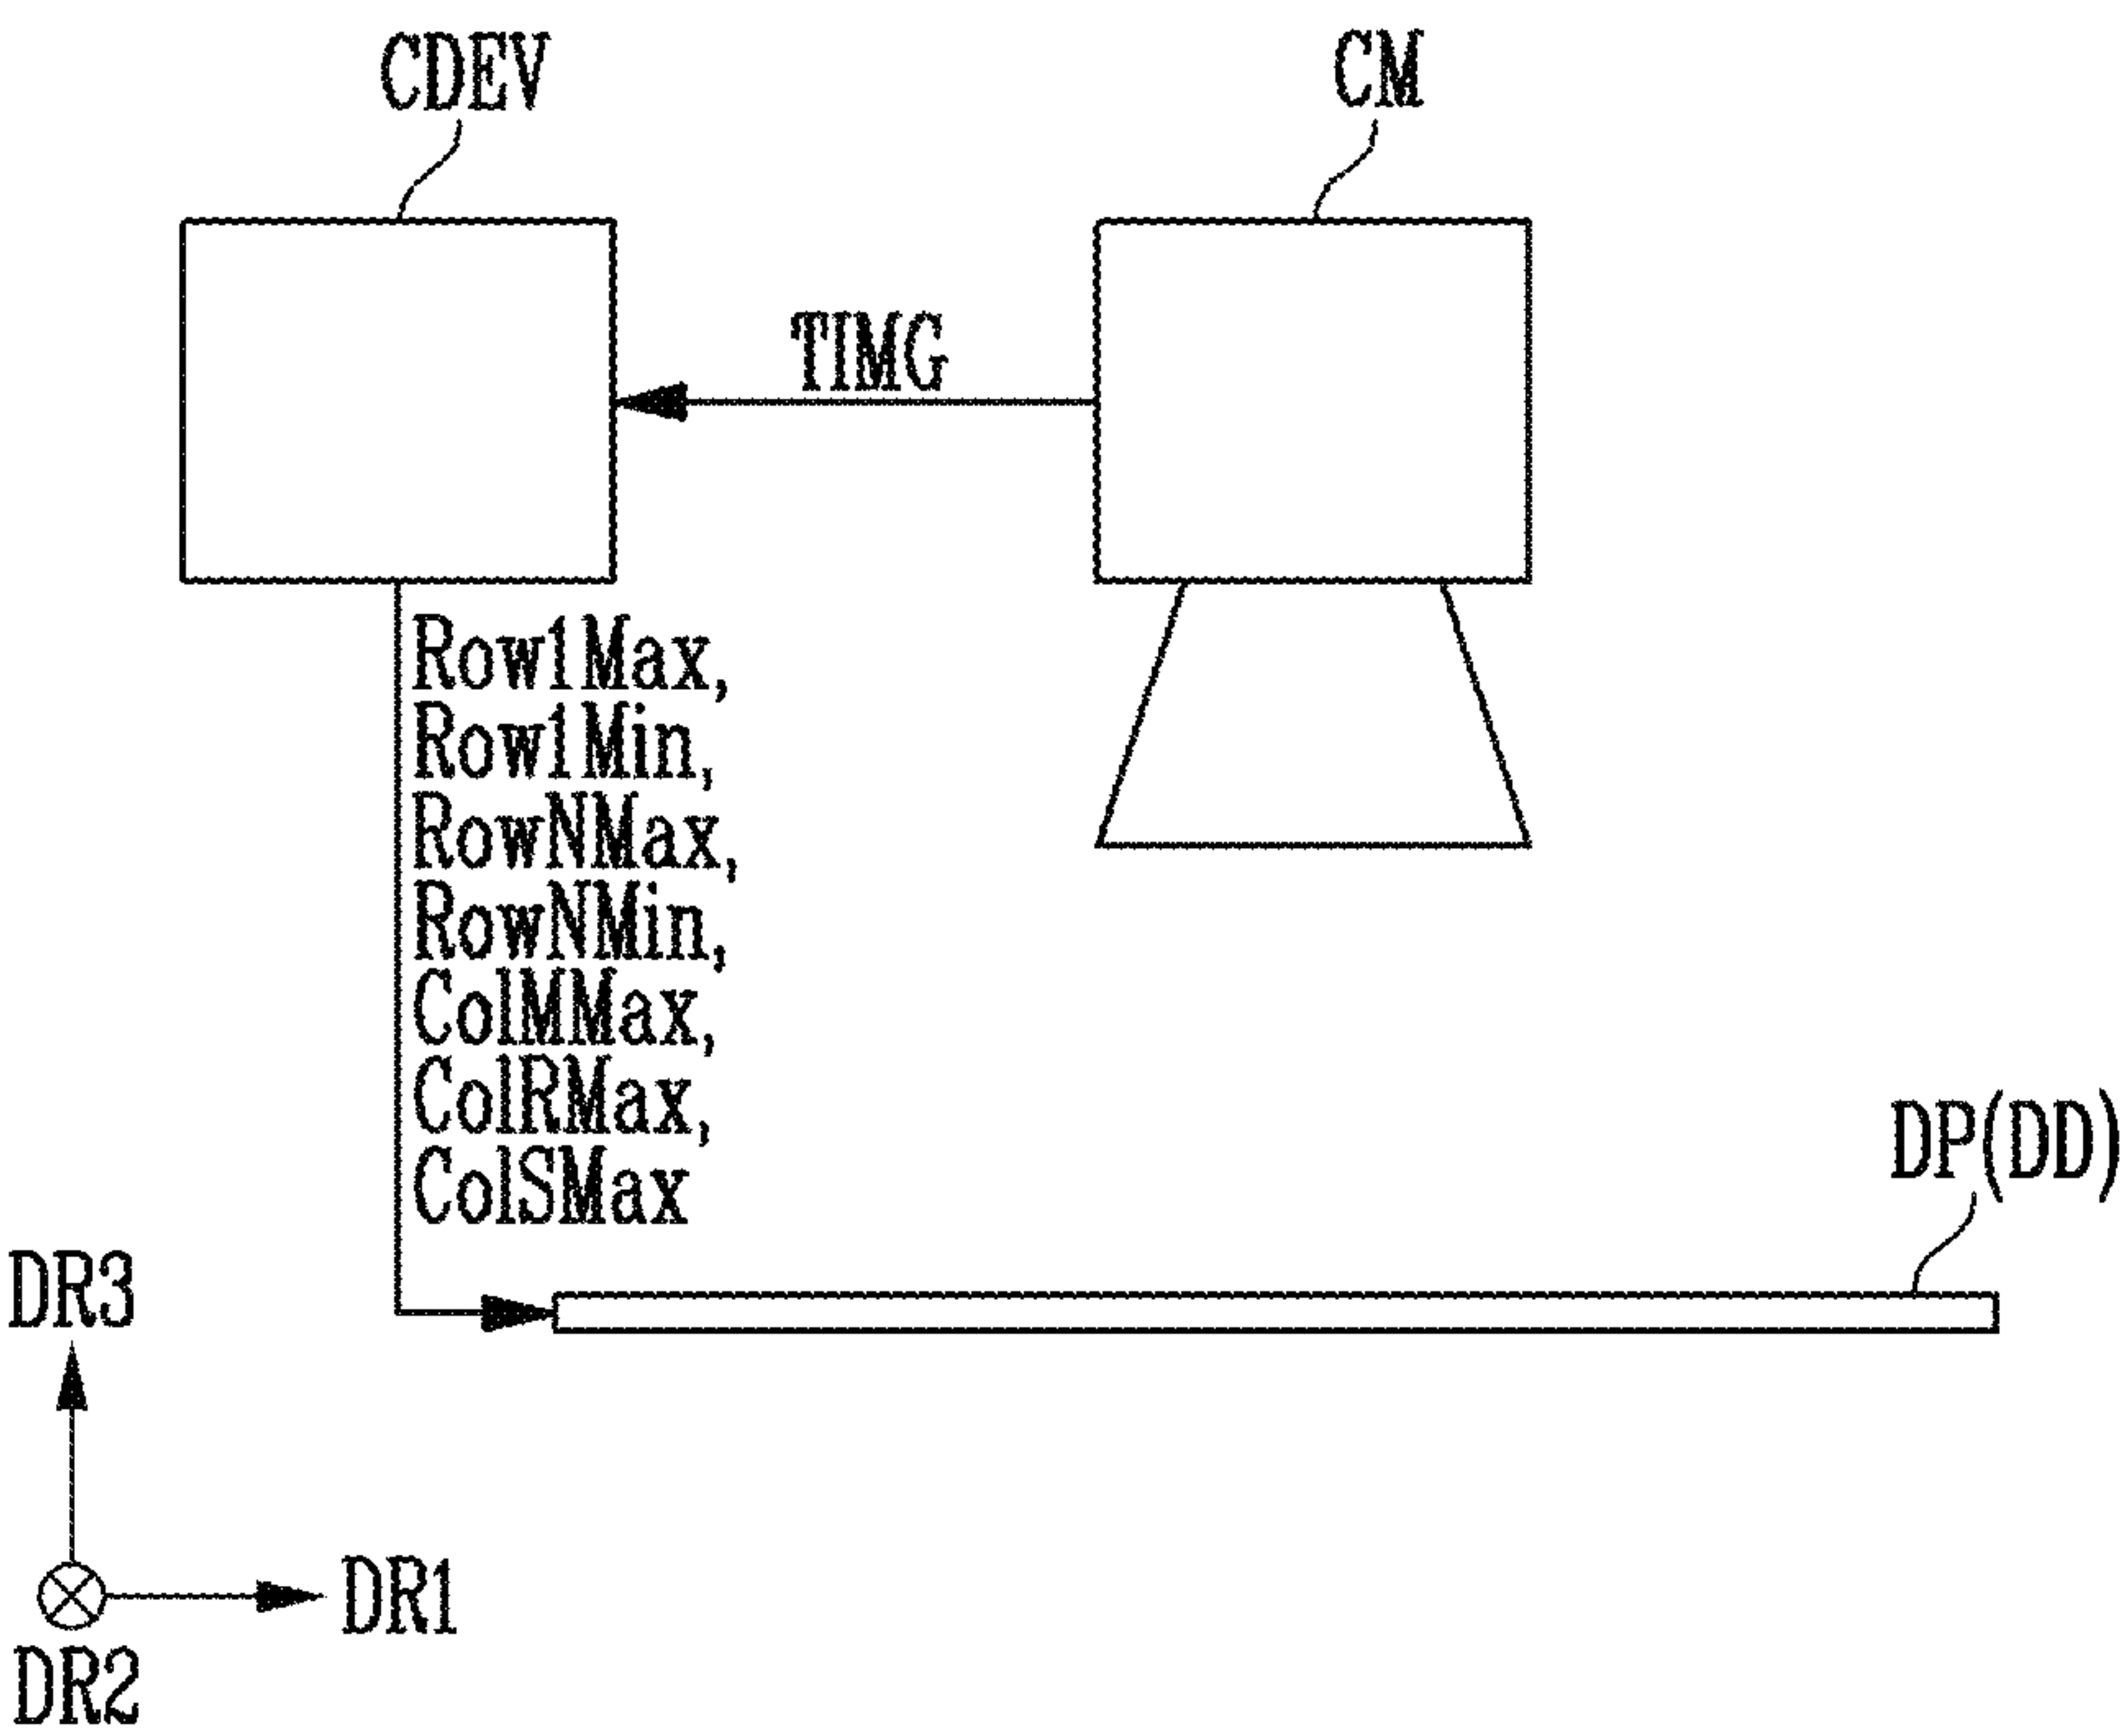 CDEV
CM
TIMG
Row1Max,
Row1Min,
RowNMax,
RowNMin,
ColMMax,
ColRMax,
ColSMax
DP(DD)
DR3
DR1
DR2